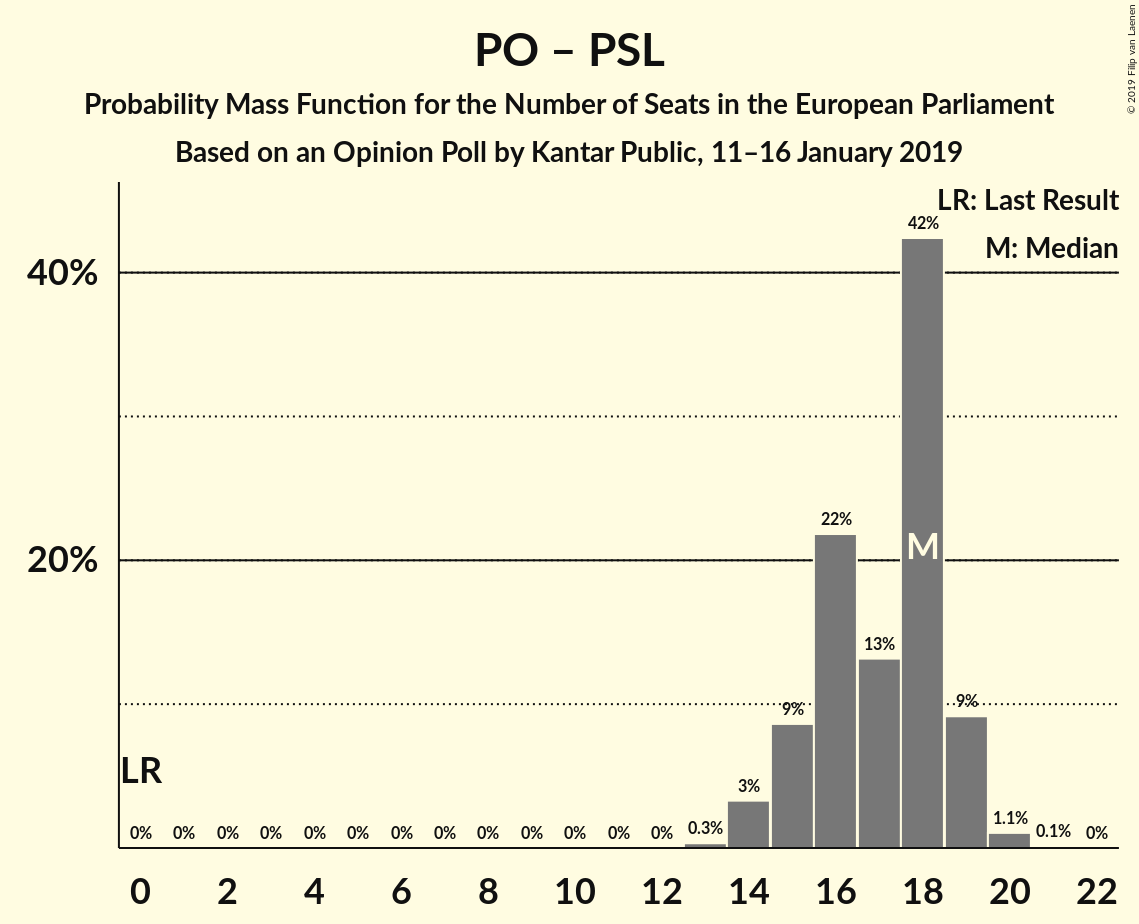 PO – PSL
Probability Mass Function for the Number of Seats in the European Parliament
Based on an Opinion Poll by Kantar Public, 11–16 January 2019
© 2019 Filip van Laenen
LR: Last Result
M: Median
40%
20%
42%
22%
13%
9%
9%
3%
1.1%
0.3%
0.1%
M
LR
0% 0% 0% 0% 0% 0% 0% 0% 0% 0% 0% 0% 0% 0%
0 2 4 6 8 10 12 14 16 18 20 22